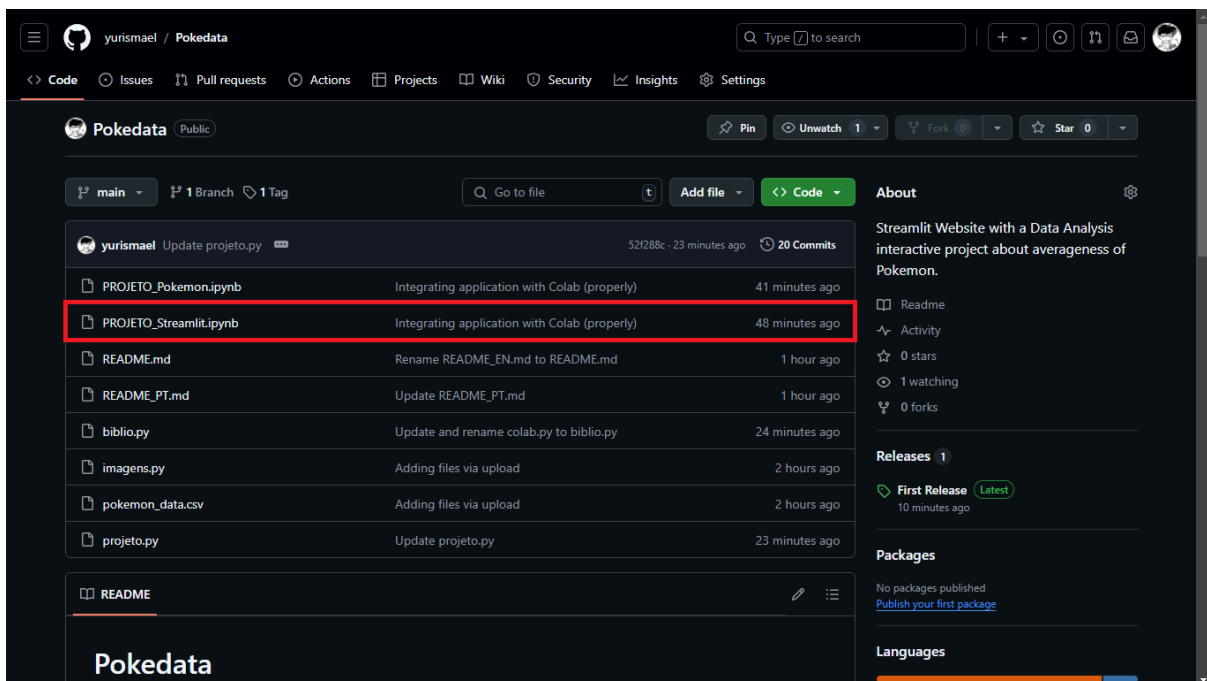 yurismael / Pokedata
Type / to search
Code Issues Pull requests Actions Projects Wiki Security Insights Settings
Pokedata Public
Pin Unwatch 1 Fork 0 Star 0
main 1 Branch 1 Tag
Go to file t Add file Code
yurismael Update projeto.py 52f288c · 23 minutes ago 20 Commits
PROJETO_Pokemon.ipynb Integrating application with Colab (properly) 41 minutes ago
PROJETO_Streamlit.ipynb Integrating application with Colab (properly) 48 minutes ago
README.md Rename README_EN.md to README.md 1 hour ago
README_PT.md Update README_PT.md 1 hour ago
biblio.py Update and rename colab.py to biblio.py 24 minutes ago
imagens.py Adding files via upload 2 hours ago
pokemon_data.csv Adding files via upload 2 hours ago
projeto.py Update projeto.py 23 minutes ago
README
Pokedata
About
Streamlit Website with a Data Analysis
interactive project about averageness of
Pokemon.
Readme
Activity
0 stars
1 watching
0 forks
Releases 1
First Release Latest
10 minutes ago
Packages
No packages published
Publish your first package
Languages